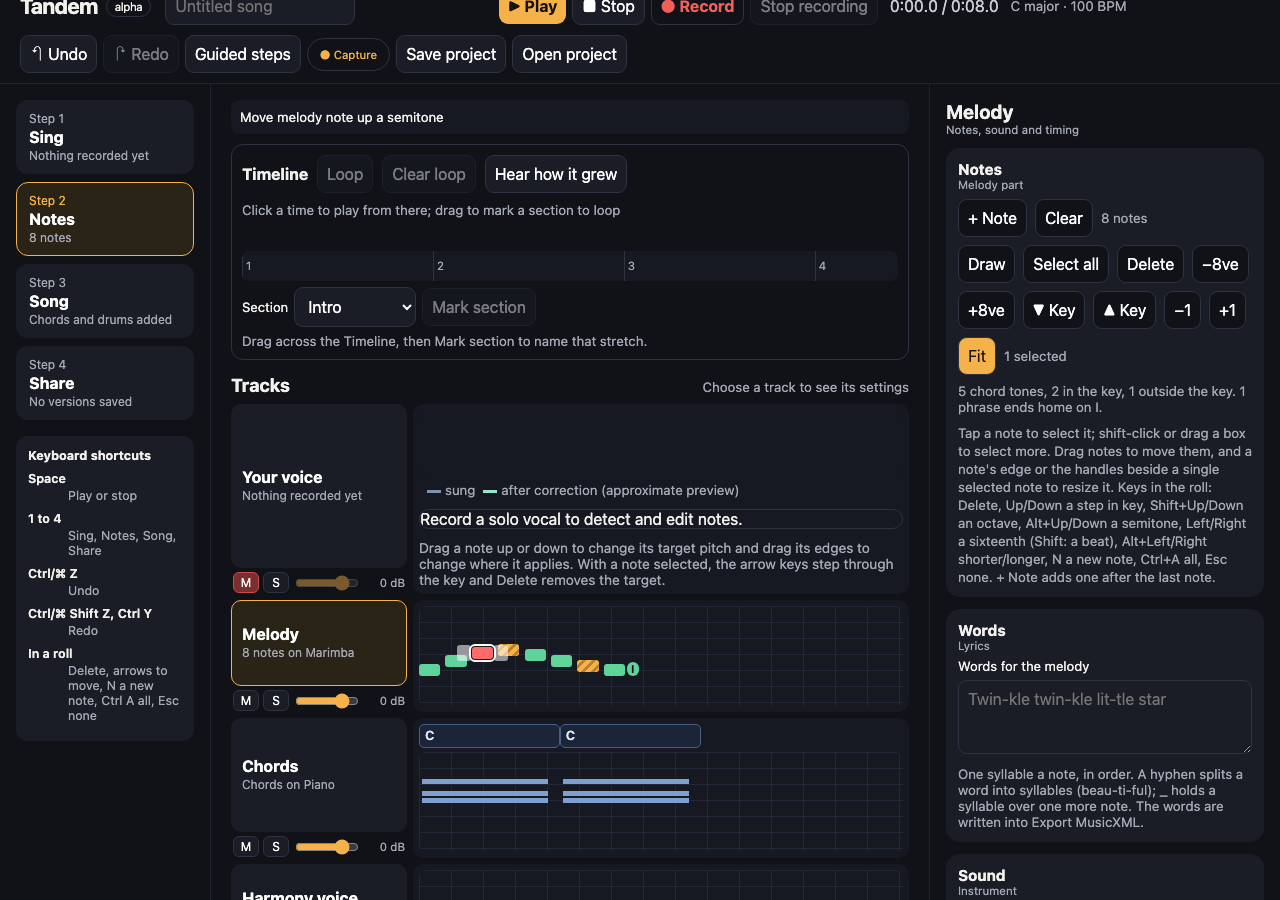 Tandem alpha Untitled song Play Stop Record Stop recording 0:00.0 / 0:08.0 C major · 100 BPM
Undo Redo Guided steps Capture Save project Open project
Step 1
Sing
Nothing recorded yet
Step 2
Notes
8 notes
Step 3
Song
Chords and drums added
Step 4
Share
No versions saved
Keyboard shortcuts
Space
Play or stop
1 to 4
Sing, Notes, Song,
Share
Ctrl/⌘ Z
Undo
Ctrl/⌘ Shift Z, Ctrl Y
Redo
In a roll
Delete, arrows to
move, N a new
note, Ctrl A all, Esc
none
Move melody note up a semitone
Timeline Loop Clear loop Hear how it grew
Click a time to play from there; drag to mark a section to loop
1 2 3 4
Section Intro Mark section
Drag across the Timeline, then Mark section to name that stretch.
Tracks Choose a track to see its settings
Your voice
Nothing recorded yet
M S 0 dB
sung after correction (approximate preview)
Record a solo vocal to detect and edit notes.
Drag a note up or down to change its target pitch and drag its edges to
change where it applies. With a note selected, the arrow keys step through
the key and Delete removes the target.
Melody
8 notes on Marimba
M S 0 dB
I
Chords
Chords on Piano
M S 0 dB
C C
Harmony voice
Melody
Notes, sound and timing
Notes
Melody part
+ Note Clear 8 notes
Draw Select all Delete −8ve
+8ve ▼ Key ▲ Key −1 +1
Fit 1 selected
5 chord tones, 2 in the key, 1 outside the key. 1
phrase ends home on I.
Tap a note to select it; shift-click or drag a box
to select more. Drag notes to move them, and a
note's edge or the handles beside a single
selected note to resize it. Keys in the roll:
Delete, Up/Down a step in key, Shift+Up/Down
an octave, Alt+Up/Down a semitone, Left/Right
a sixteenth (Shift: a beat), Alt+Left/Right
shorter/longer, N a new note, Ctrl+A all, Esc
none. + Note adds one after the last note.
Words
Lyrics
Words for the melody
Twin-kle twin-kle lit-tle star
One syllable a note, in order. A hyphen splits a
word into syllables (beau-ti-ful); _ holds a
syllable over one more note. The words are
written into Export MusicXML.
Sound
Instrument